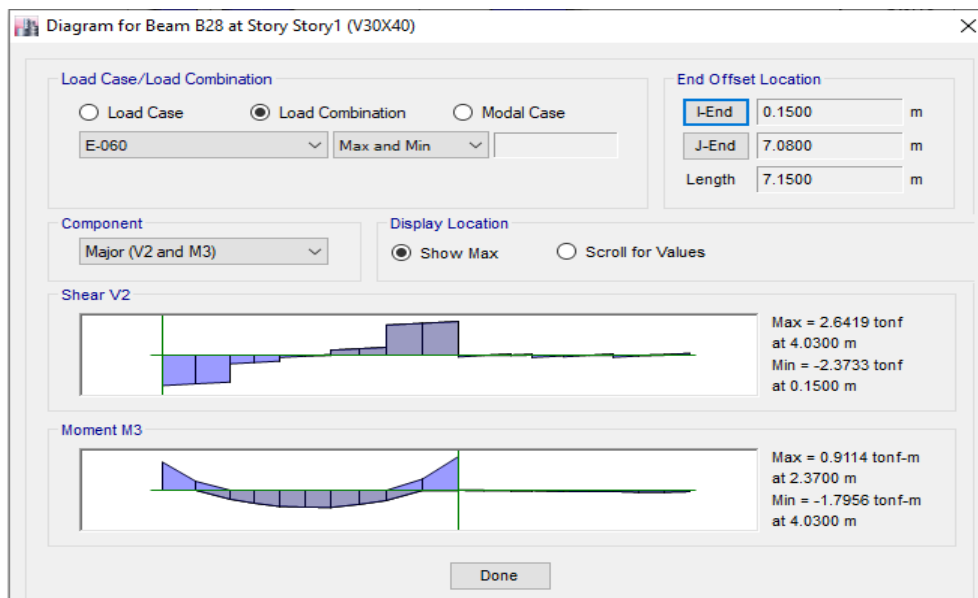 Diagram for Beam B28 at Story Story1 (V30X40)
Load Case/Load Combination
Load Case
Load Combination
Modal Case
E-060
Max and Min
End Offset Location
I-End
0.1500
m
J-End
7.0800
m
Length
7.1500
m
Component
Major (V2 and M3)
Display Location
Show Max
Scroll for Values
Shear V2
Max = 2.6419 tonf
at 4.0300 m
Min = -2.3733 tonf
at 0.1500 m
Moment M3
Max = 0.9114 tonf-m
at 2.3700 m
Min = -1.7956 tonf-m
at 4.0300 m
Done